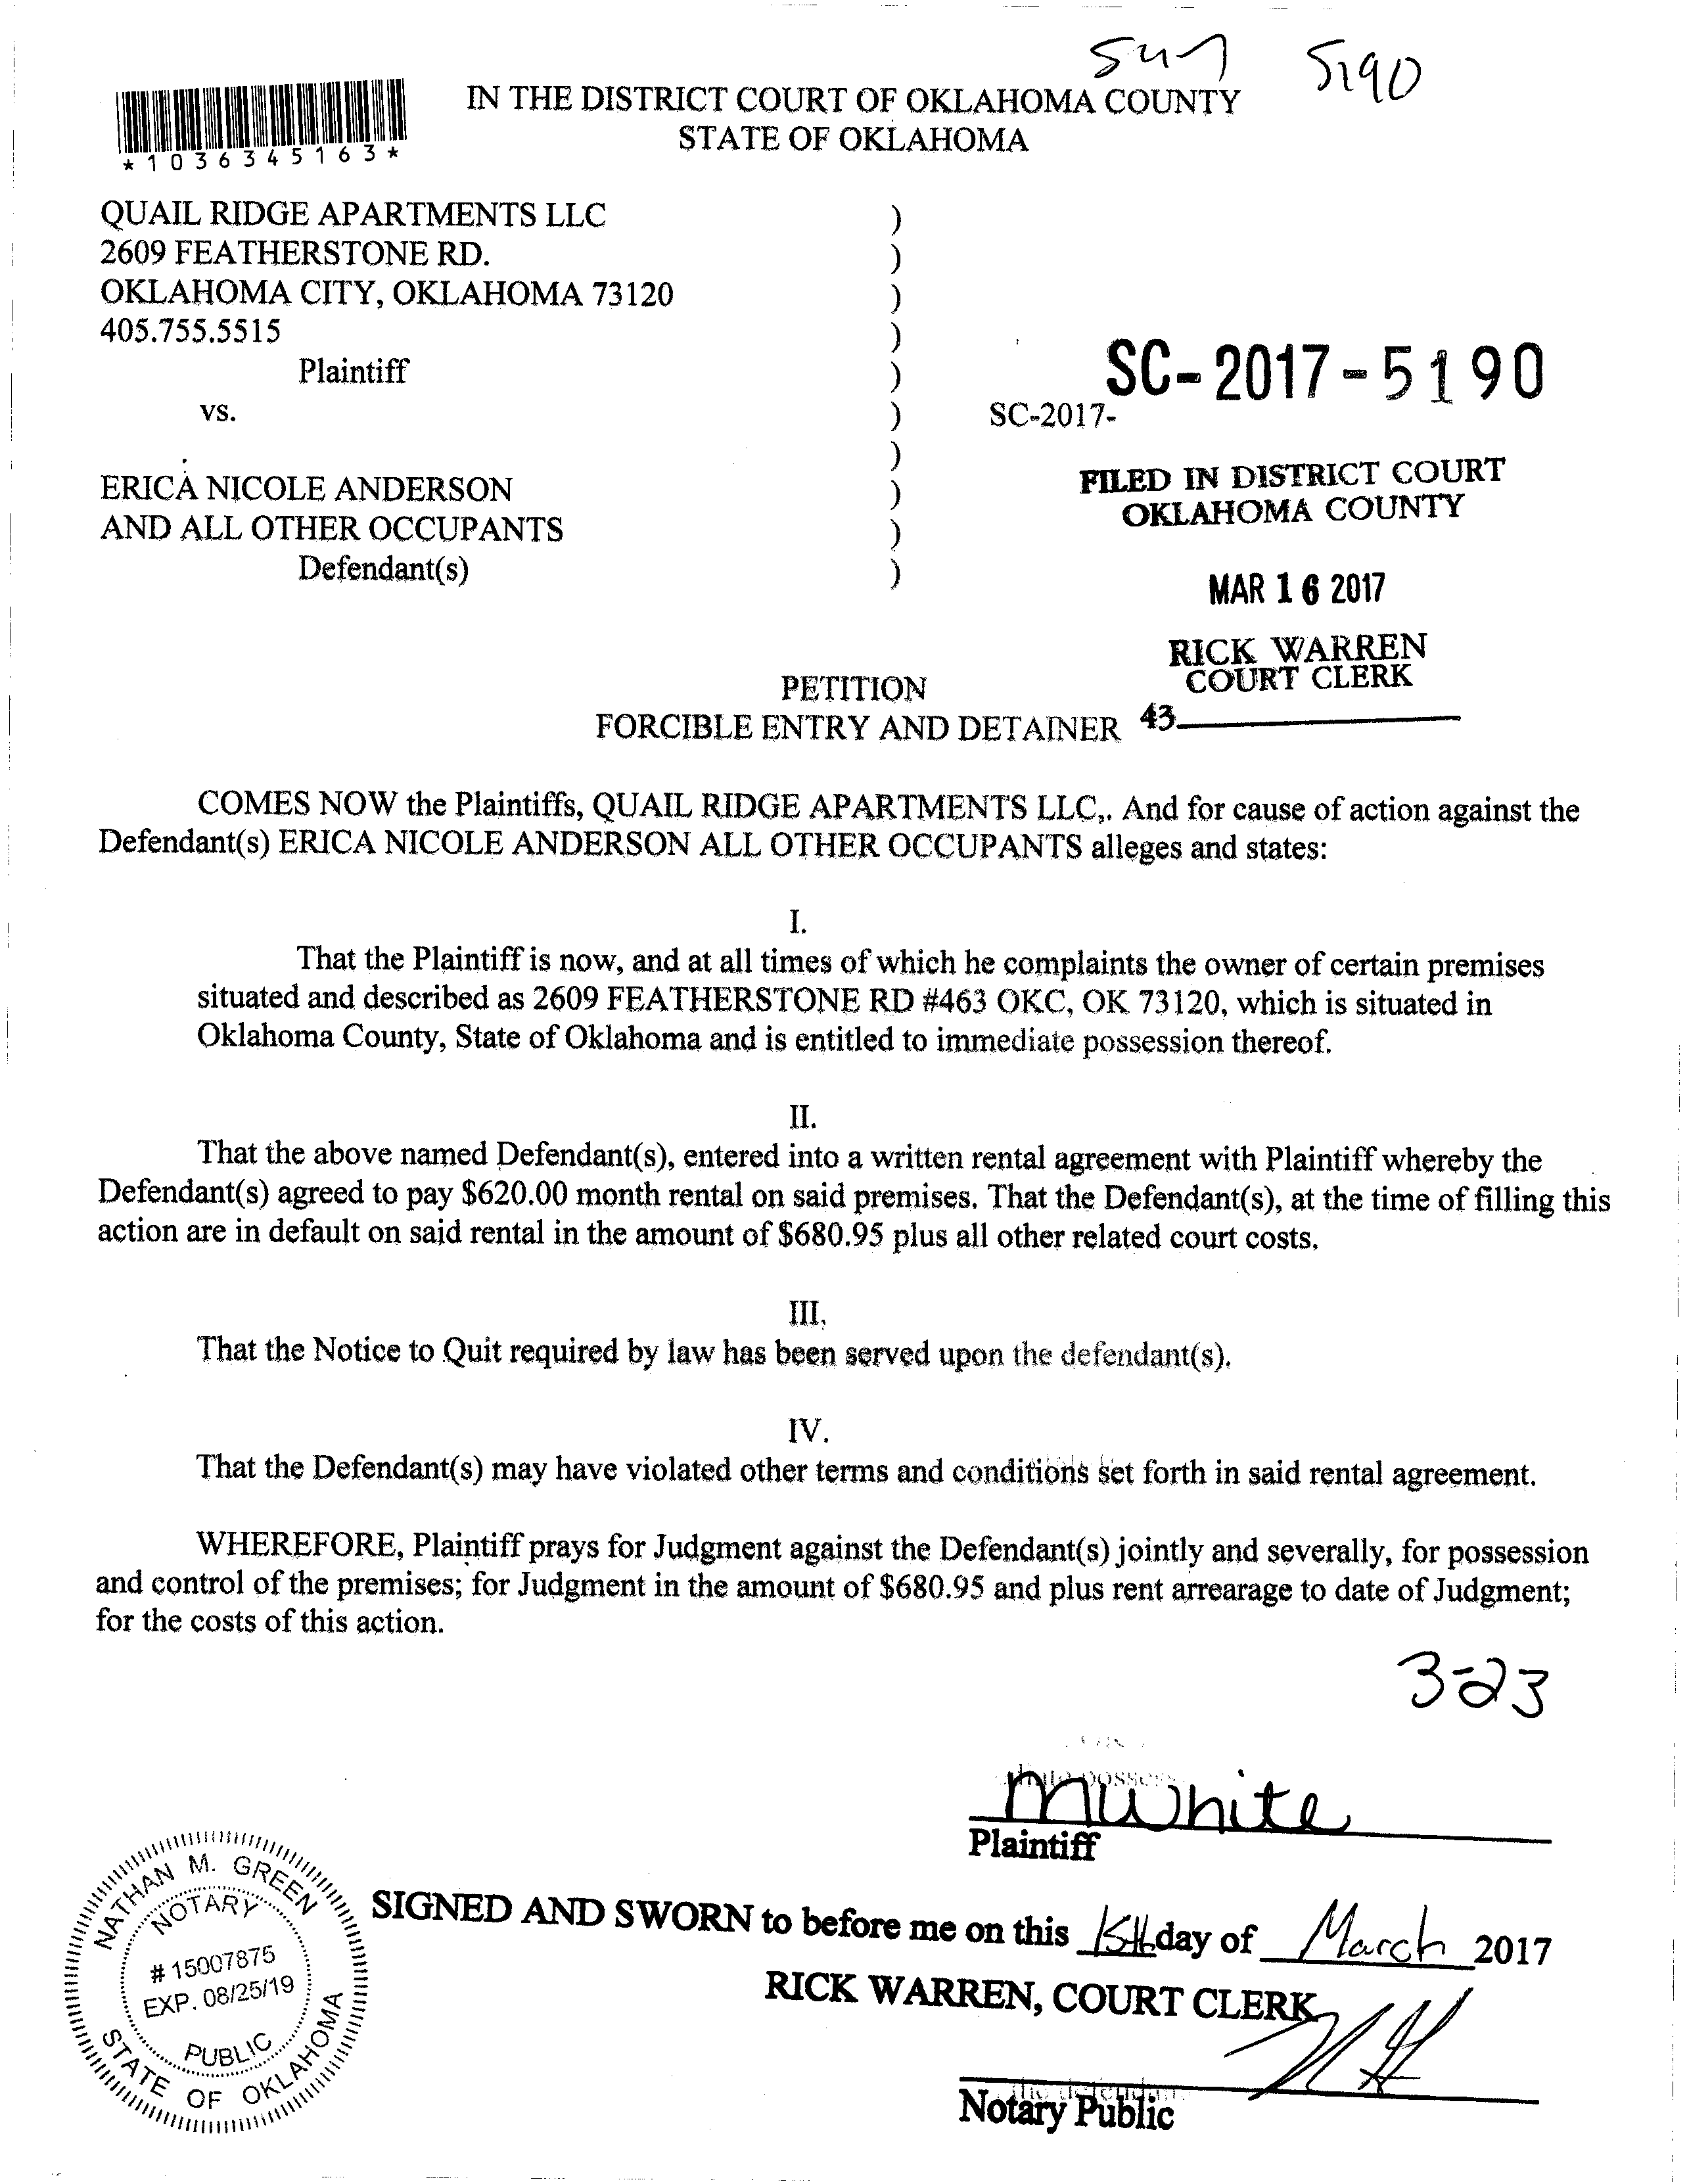 5190
IN THE DISTRICT COURT OF OKLAHOMA COUNTY
STATE OF OKLAHOMA
*1036345163*
QUAIL RIDGE APARTMENTS LLC )
2609 FEATHERSTONE RD. )
OKLAHOMA CITY, OKLAHOMA 73120 )
405.755.5515 )
Plaintiff )
vs. )
)
ERICA NICOLE ANDERSON )
AND ALL OTHER OCCUPANTS )
Defendant(s) )
SC-2017-5190
SC-2017-
FILED IN DISTRICT COURT
OKLAHOMA COUNTY
MAR 16 2017
RICK WARREN
COURT CLERK
43
PETITION
FORCIBLE ENTRY AND DETAINER
COMES NOW the Plaintiffs, QUAIL RIDGE APARTMENTS LLC,. And for cause of action against the
Defendant(s) ERICA NICOLE ANDERSON ALL OTHER OCCUPANTS alleges and states:
I.
That the Plaintiff is now, and at all times of which he complaints the owner of certain premises
situated and described as 2609 FEATHERSTONE RD #463 OKC, OK 73120, which is situated in
Oklahoma County, State of Oklahoma and is entitled to immediate possession thereof.
II.
That the above named Defendant(s), entered into a written rental agreement with Plaintiff whereby the
Defendant(s) agreed to pay $620.00 month rental on said premises. That the Defendant(s), at the time of filling this
action are in default on said rental in the amount of $680.95 plus all other related court costs.
III.
That the Notice to Quit required by law has been served upon the defendant(s).
IV.
That the Defendant(s) may have violated other terms and conditions set forth in said rental agreement.
WHEREFORE, Plaintiff prays for Judgment against the Defendant(s) jointly and severally, for possession
and control of the premises; for Judgment in the amount of $680.95 and plus rent arrearage to date of Judgment;
for the costs of this action.
3-23
MWhite
Plaintiff
SIGNED AND SWORN to before me on this 15th day of March 2017
RICK WARREN, COURT CLERK
Notary Public
NATHAN M. GREEN
NOTARY
# 15007875
EXP. 08/25/19
PUBLIC
STATE OF OKLAHOMA